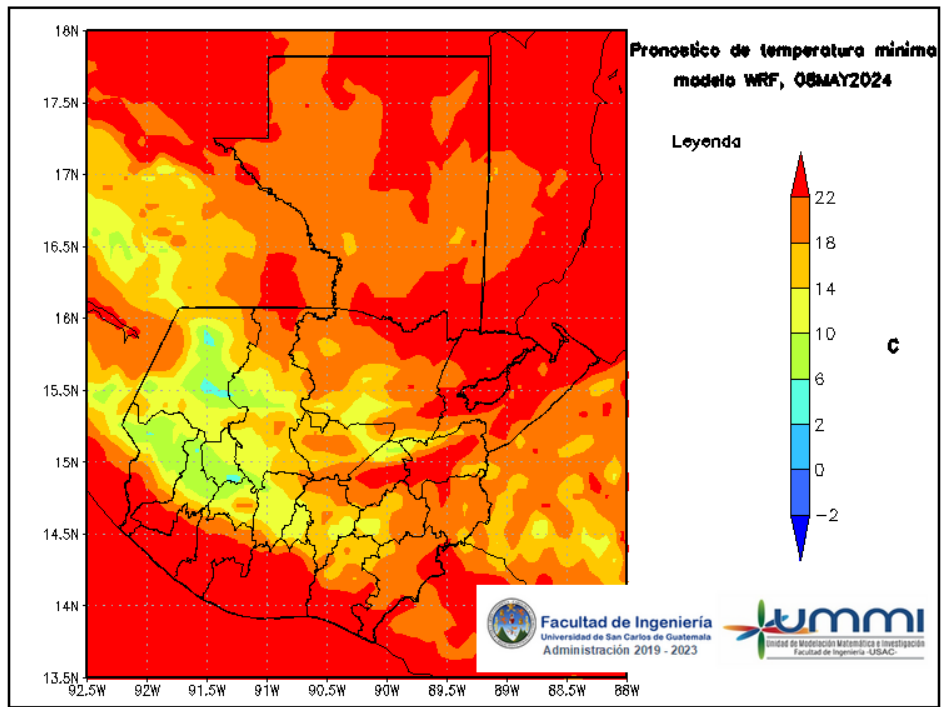 Pronostico de temperatura minima
modelo WRF, 08MAY2024
Leyenda
22
18
14
10
6
2
0
-2
C
18N
17.5N
17N
16.5N
16N
15.5N
15N
14.5N
14N
13.5N
92.5W 92W 91.5W 91W 90.5W 90W 89.5W 89W 88.5W 88W
Facultad de Ingeniería
Universidad de San Carlos de Guatemala
Administración 2019 - 2023
UMMI
Unidad de Modelación Matemática e Investigación
Facultad de Ingeniería -USAC-